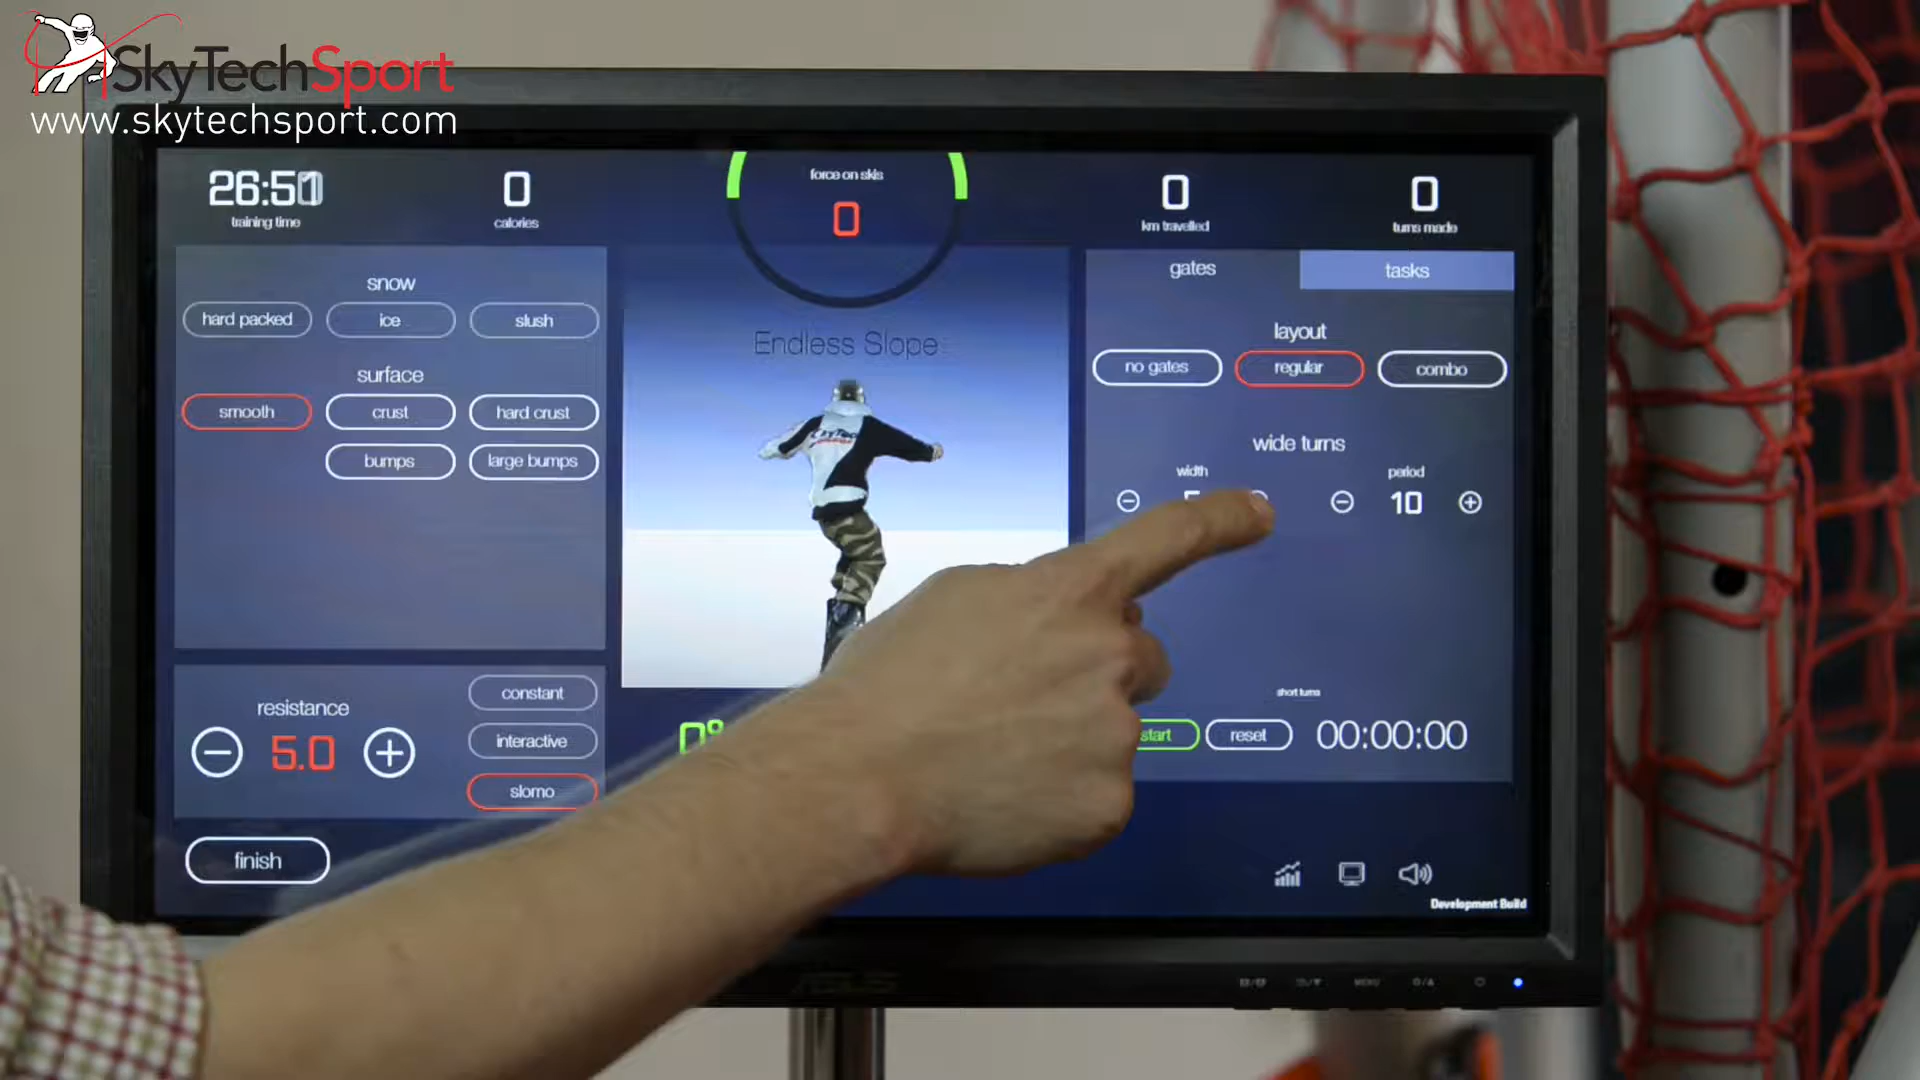 SkyTechSport
www.skytechsport.com
training time
0
calories
force on skis
0
0
km travelled
0
turns made
snow
hard packed
ice
slush
surface
smooth
crust
hard crust
bumps
large bumps
resistance
5.0
constant
interactive
slomo
finish
Endless Slope
0°
gates
tasks
layout
no gates
regular
combo
wide turns
width
period
10
short turns
start
reset
00:00:00
Development Build
ASUS
MENU